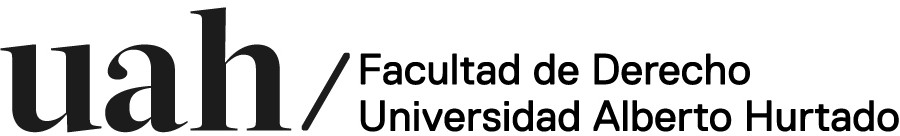 uah/
Facultad de Derecho
Universidad Alberto Hurtado